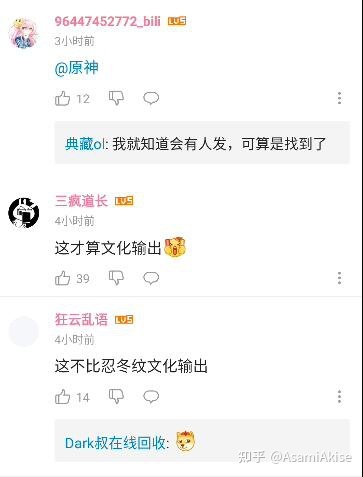 96447452772_bili LV5
3小时前
@原神
12
典藏ol: 我就知道会有人发，可算是找到了
三疯道长 LV5
4小时前
这才算文化输出
39
狂云乱语 LV5
4小时前
这不比忍冬纹文化输出
14
Dark叔在线回收:
知乎 @AsamiAkise